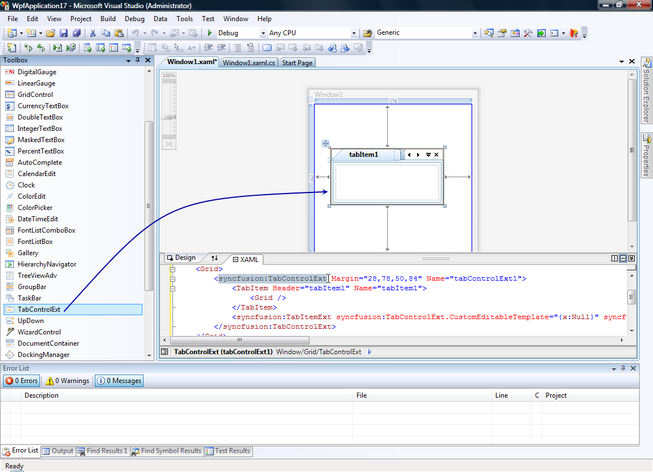 WpfApplication17 - Microsoft Visual Studio (Administrator)
File Edit View Project Build Debug Data Tools Test Window Help
Debug Any CPU Generic
Toolbox
DigitalGauge
LinearGauge
GridControl
CurrencyTextBox
DoubleTextBox
IntegerTextBox
MaskedTextBox
PercentTextBox
AutoComplete
CalendarEdit
Clock
ColorEdit
ColorPicker
DateTimeEdit
FontListComboBox
FontListBox
Gallery
HierarchyNavigator
TreeViewAdv
GroupBar
TaskBar
TabControlExt
UpDown
WizardControl
DocumentContainer
DockingManager
Window1.xaml* Window1.xaml.cs Start Page
100%
Window1
tabItem1
Design XAML
<Grid>
<syncfusion:TabControlExt Margin="28,78,50,84" Name="tabControlExt1">
<TabItem Header="tabItem1" Name="tabItem1">
<Grid />
</TabItem>
<syncfusion:TabItemExt syncfusion:TabControlExt.CustomEditableTemplate="{x:Null}" syncf
</syncfusion:TabControlExt>
</Grid>
TabControlExt (tabControlExt1) Window/Grid/TabControlExt
Solution Explorer
Properties
Error List
0 Errors 0 Warnings 0 Messages
Description File Line C Project
Error List Output Find Results 1 Find Symbol Results Test Results
Ready